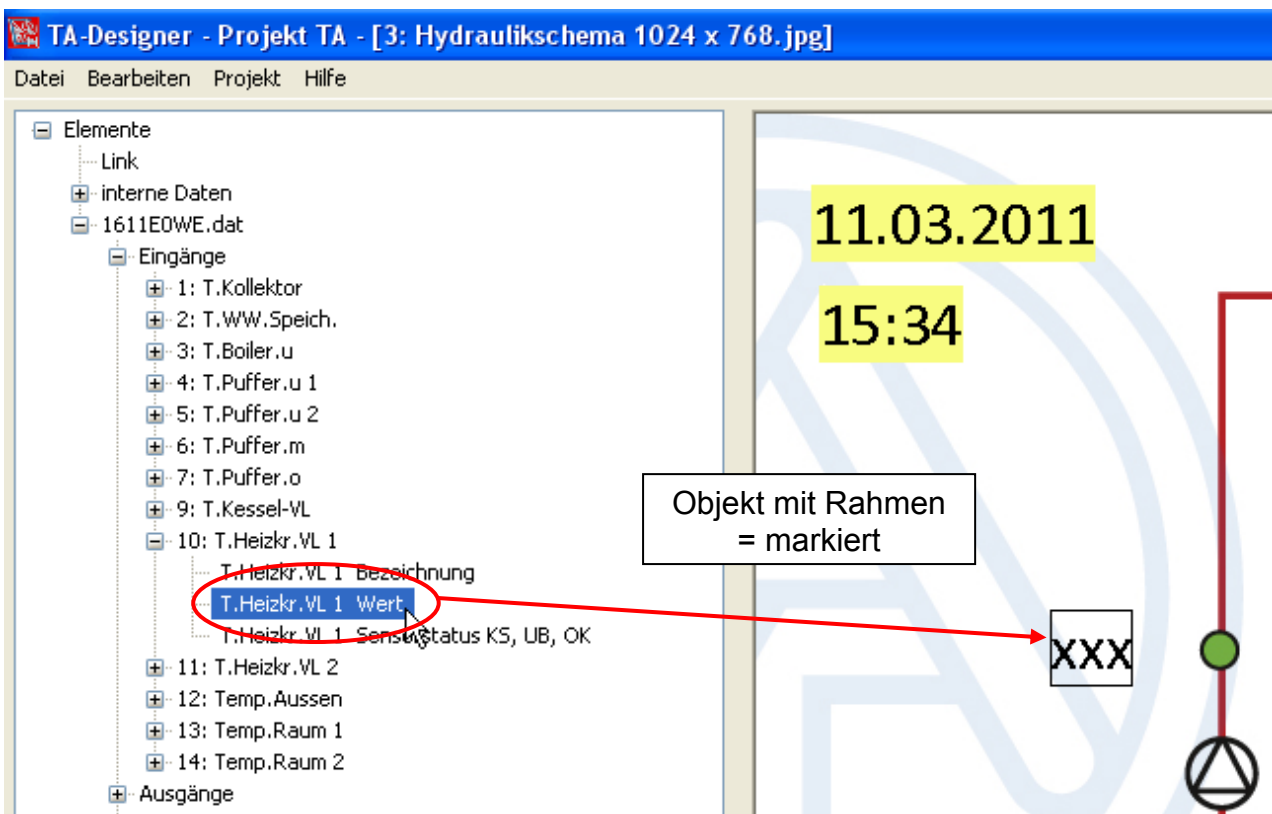 TA-Designer - Projekt TA - [3: Hydraulikschema 1024 x 768.jpg]
Datei Bearbeiten Projekt Hilfe
Elemente
Link
interne Daten
1611E0WE.dat
Eingänge
1: T.Kollektor
2: T.WW.Speich.
3: T.Boiler.u
4: T.Puffer.u 1
5: T.Puffer.u 2
6: T.Puffer.m
7: T.Puffer.o
9: T.Kessel-VL
10: T.Heizkr.VL 1
T.Heizkr.VL 1 Bezeichnung
T.Heizkr.VL 1 Wert
T.Heizkr.VL 1 Sensorstatus KS, UB, OK
11: T.Heizkr.VL 2
12: Temp.Aussen
13: Temp.Raum 1
14: Temp.Raum 2
Ausgänge
11.03.2011
15:34
Objekt mit Rahmen
= markiert
xxx